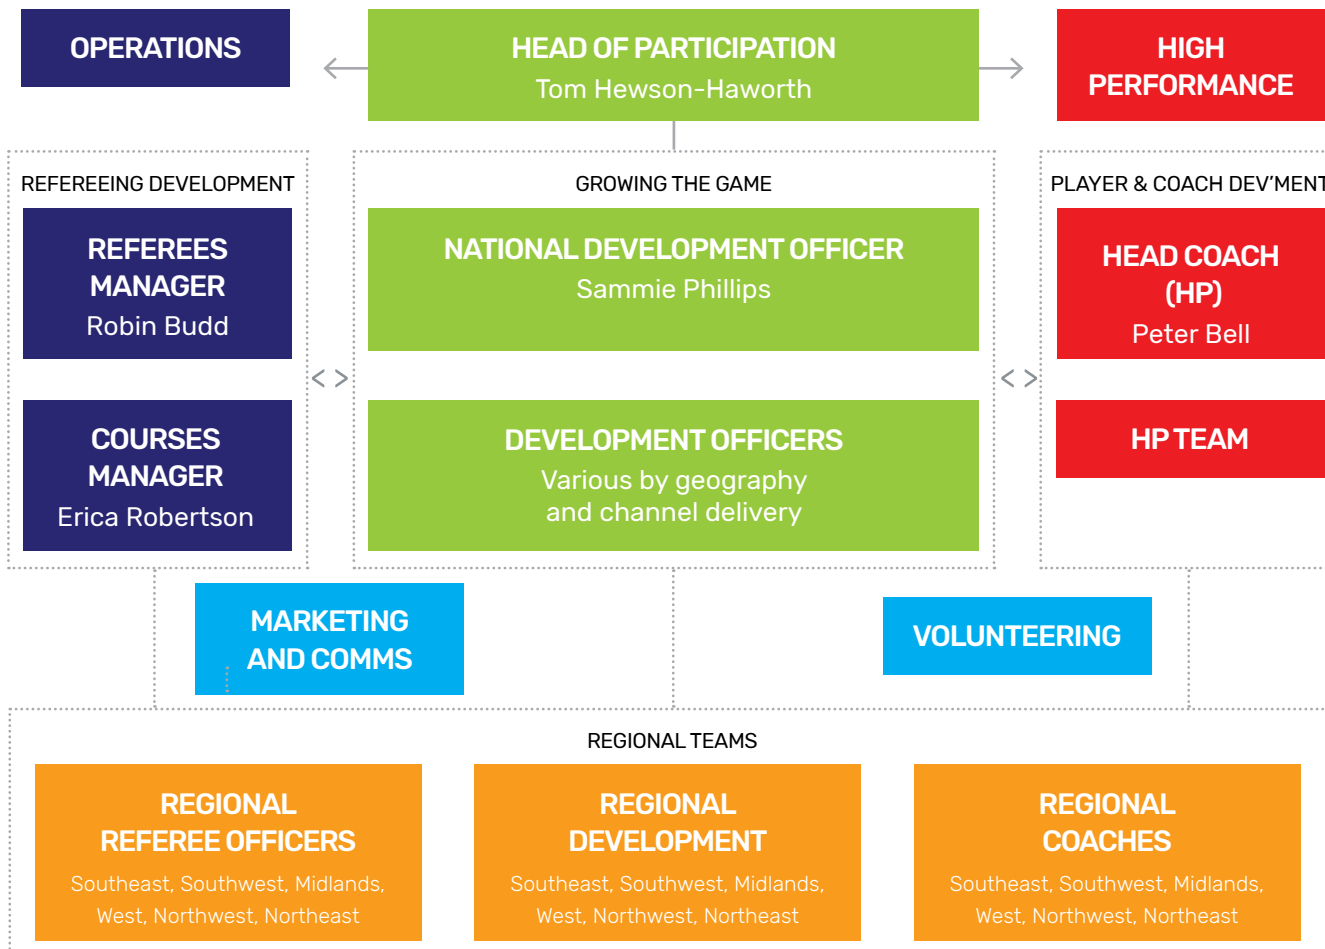 OPERATIONS
HEAD OF PARTICIPATION
Tom Hewson-Haworth
HIGH
PERFORMANCE
REFEREEING DEVELOPMENT
REFEREES
MANAGER
Robin Budd
COURSES
MANAGER
Erica Robertson
GROWING THE GAME
NATIONAL DEVELOPMENT OFFICER
Sammie Phillips
DEVELOPMENT OFFICERS
Various by geography
and channel delivery
PLAYER & COACH DEV'MENT
HEAD COACH
(HP)
Peter Bell
HP TEAM
< >
< >
MARKETING
AND COMMS
VOLUNTEERING
REGIONAL TEAMS
REGIONAL
REFEREE OFFICERS
Southeast, Southwest, Midlands,
West, Northwest, Northeast
REGIONAL
DEVELOPMENT
Southeast, Southwest, Midlands,
West, Northwest, Northeast
REGIONAL
COACHES
Southeast, Southwest, Midlands,
West, Northwest, Northeast